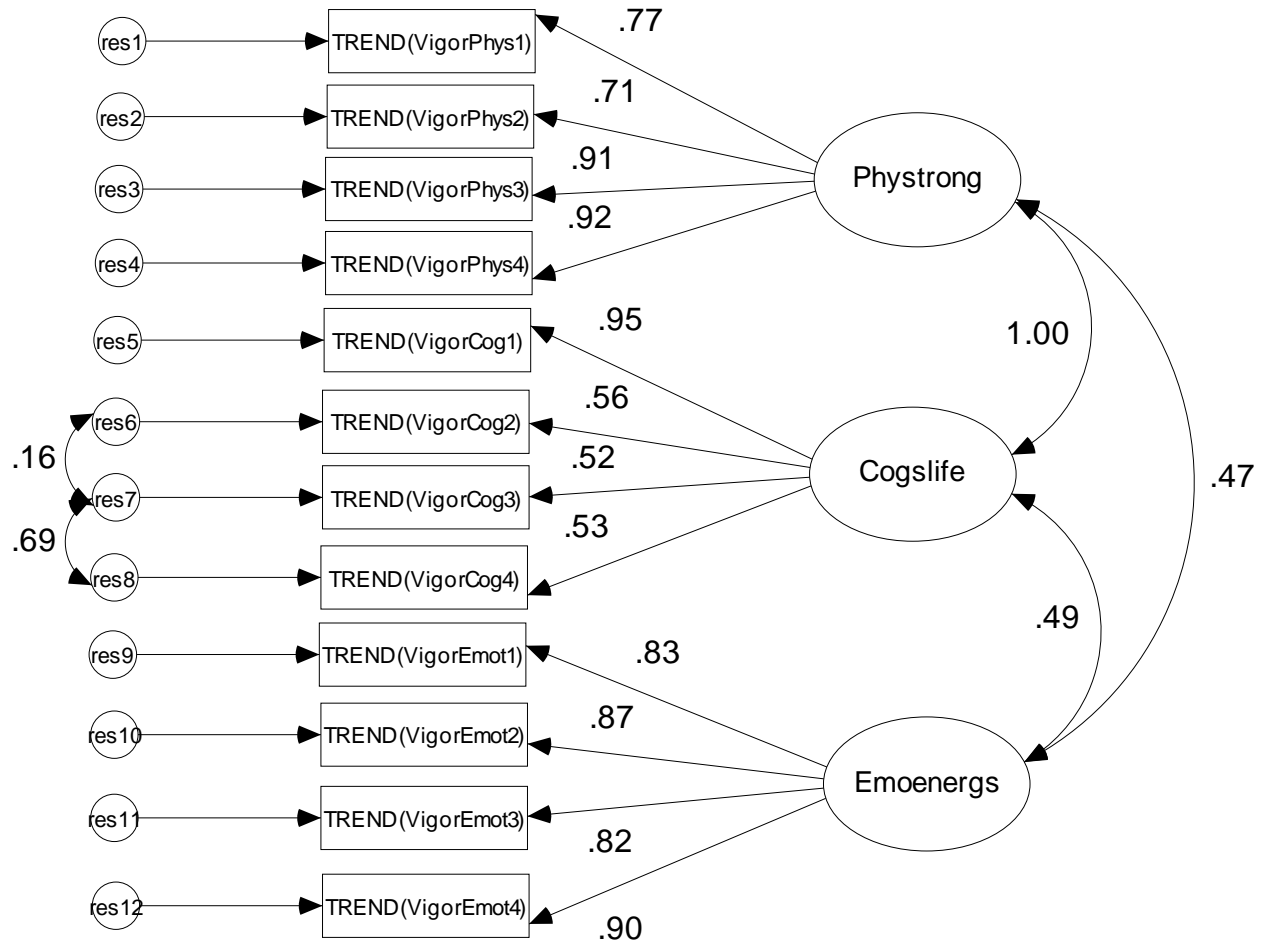 res1
TREND(VigorPhys1)
.77
res2
TREND(VigorPhys2)
.71
res3
TREND(VigorPhys3)
.91
Phystrong
res4
TREND(VigorPhys4)
.92
res5
TREND(VigorCog1)
.95
1.00
res6
TREND(VigorCog2)
.56
.16
res7
TREND(VigorCog3)
.52
Cogslife
.47
.69
res8
TREND(VigorCog4)
.53
.49
res9
TREND(VigorEmot1)
.83
res10
TREND(VigorEmot2)
.87
Emoenergs
res11
TREND(VigorEmot3)
.82
res12
TREND(VigorEmot4)
.90